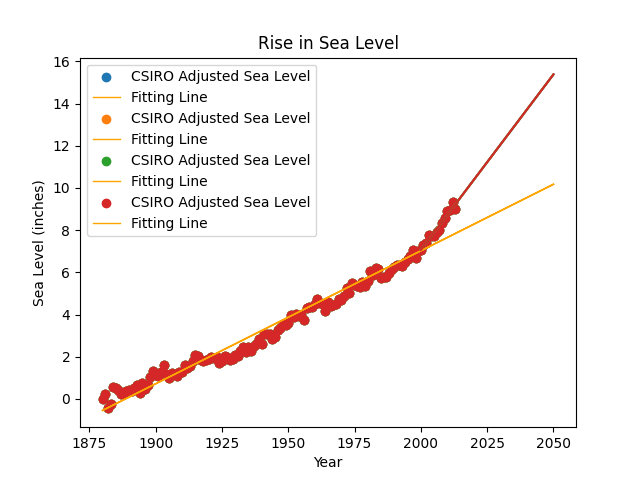 Rise in Sea Level
16
14
12
10
8
6
4
2
0
Sea Level (inches)
CSIRO Adjusted Sea Level
Fitting Line
CSIRO Adjusted Sea Level
Fitting Line
CSIRO Adjusted Sea Level
Fitting Line
CSIRO Adjusted Sea Level
Fitting Line
1875 1900 1925 1950 1975 2000 2025 2050
Year